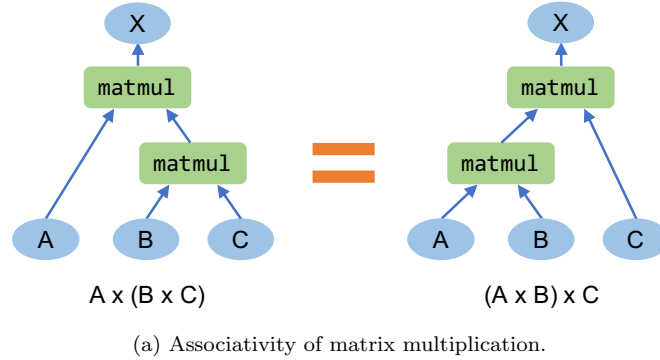 X X
matmul matmul
matmul matmul
A B C A B C
A x (B x C) (A x B) x C
(a) Associativity of matrix multiplication.